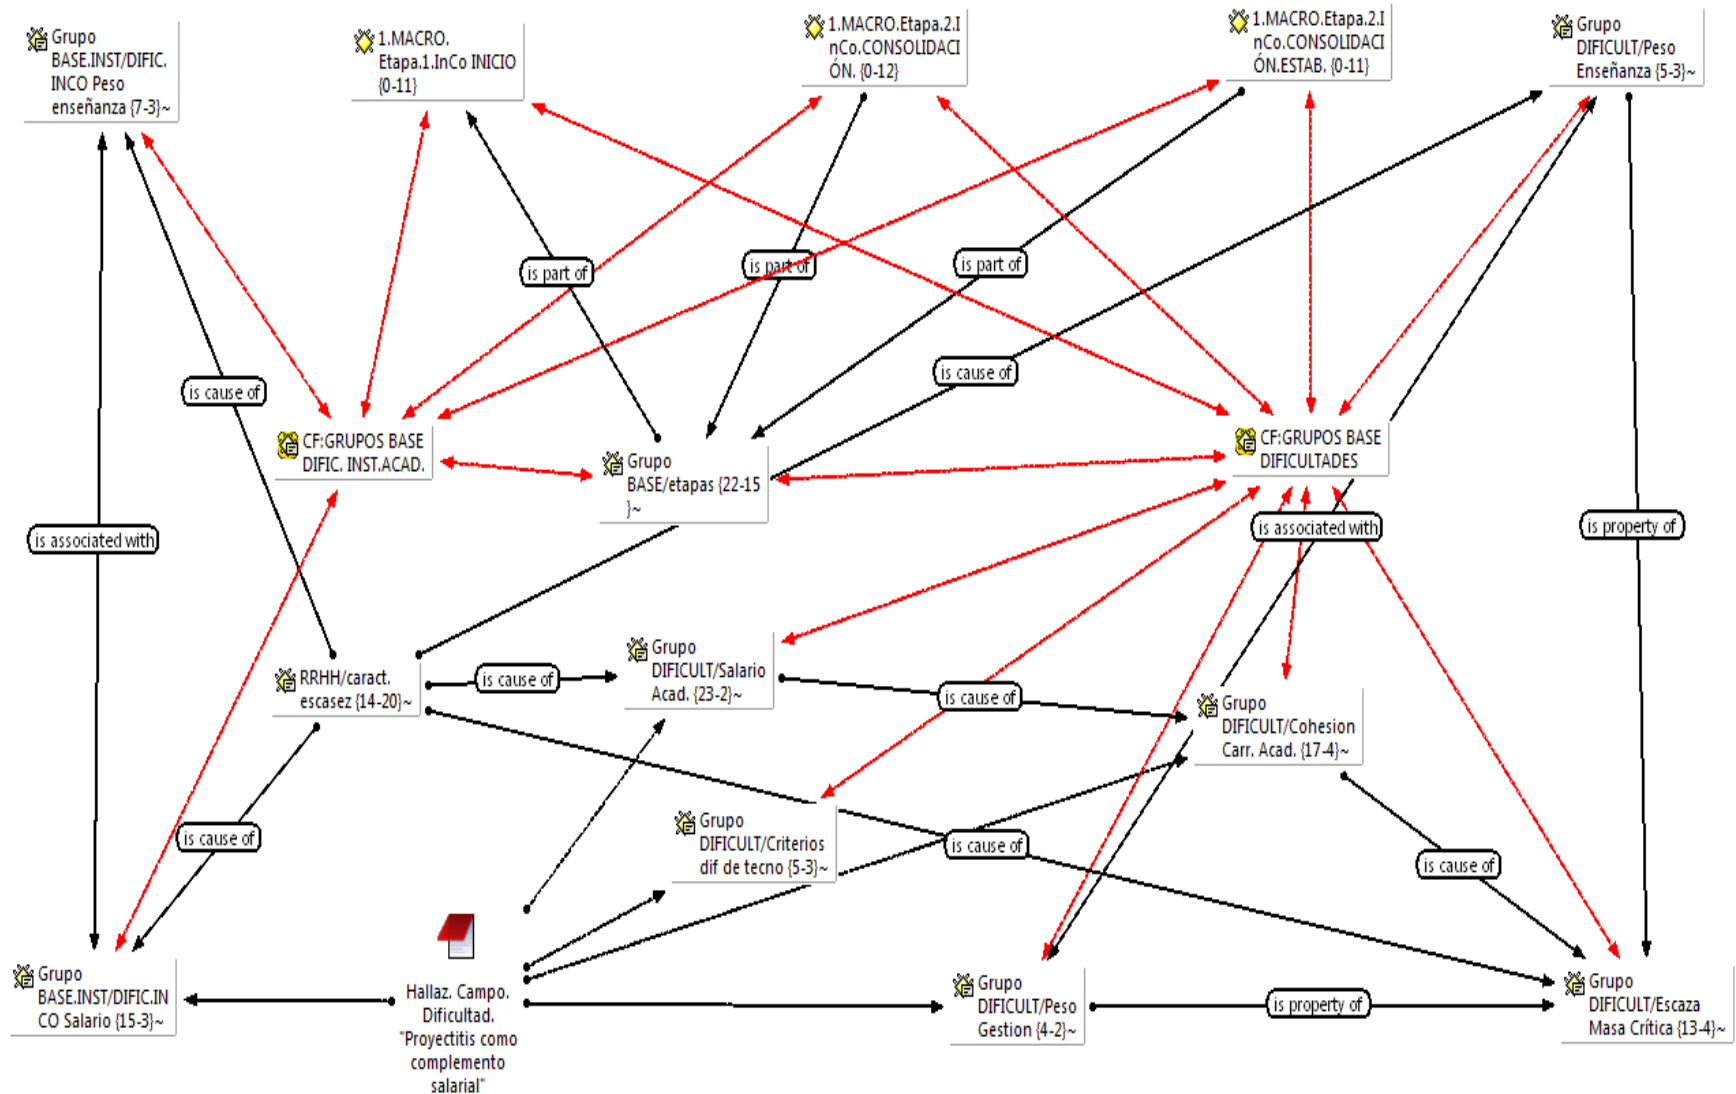 Grupo
BASE.INST/DIFIC.
INCO Peso
enseñanza {7-3}~
1.MACRO.
Etapa.1.InCo INICIO
{0-11}
1.MACRO.Etapa.2.I
nCo.CONSOLIDACI
ÓN. {0-12}
1.MACRO.Etapa.2.I
nCo.CONSOLIDACI
ÓN.ESTAB. {0-11}
Grupo
DIFICULT/Peso
Enseñanza {5-3}~
is part of
is part of
is part of
is cause of
is cause of
CF:GRUPOS BASE
DIFIC. INST.ACAD.
Grupo
BASE/etapas {22-15
}~
CF:GRUPOS BASE
DIFICULTADES
is associated with
is associated with
is property of
RRHH/caract.
escasez {14-20}~
is cause of
Grupo
DIFICULT/Salario
Acad. {23-2}~
is cause of
Grupo
DIFICULT/Cohesion
Carr. Acad. {17-4}~
is cause of
Grupo
DIFICULT/Criterios
dif de tecno {5-3}~
is cause of
is cause of
Grupo
BASE.INST/DIFIC.IN
CO Salario {15-3}~
Hallaz. Campo.
Dificultad.
"Proyectitis como
complemento
salarial"
Grupo
DIFICULT/Peso
Gestion {4-2}~
is property of
Grupo
DIFICULT/Escaza
Masa Crítica {13-4}~